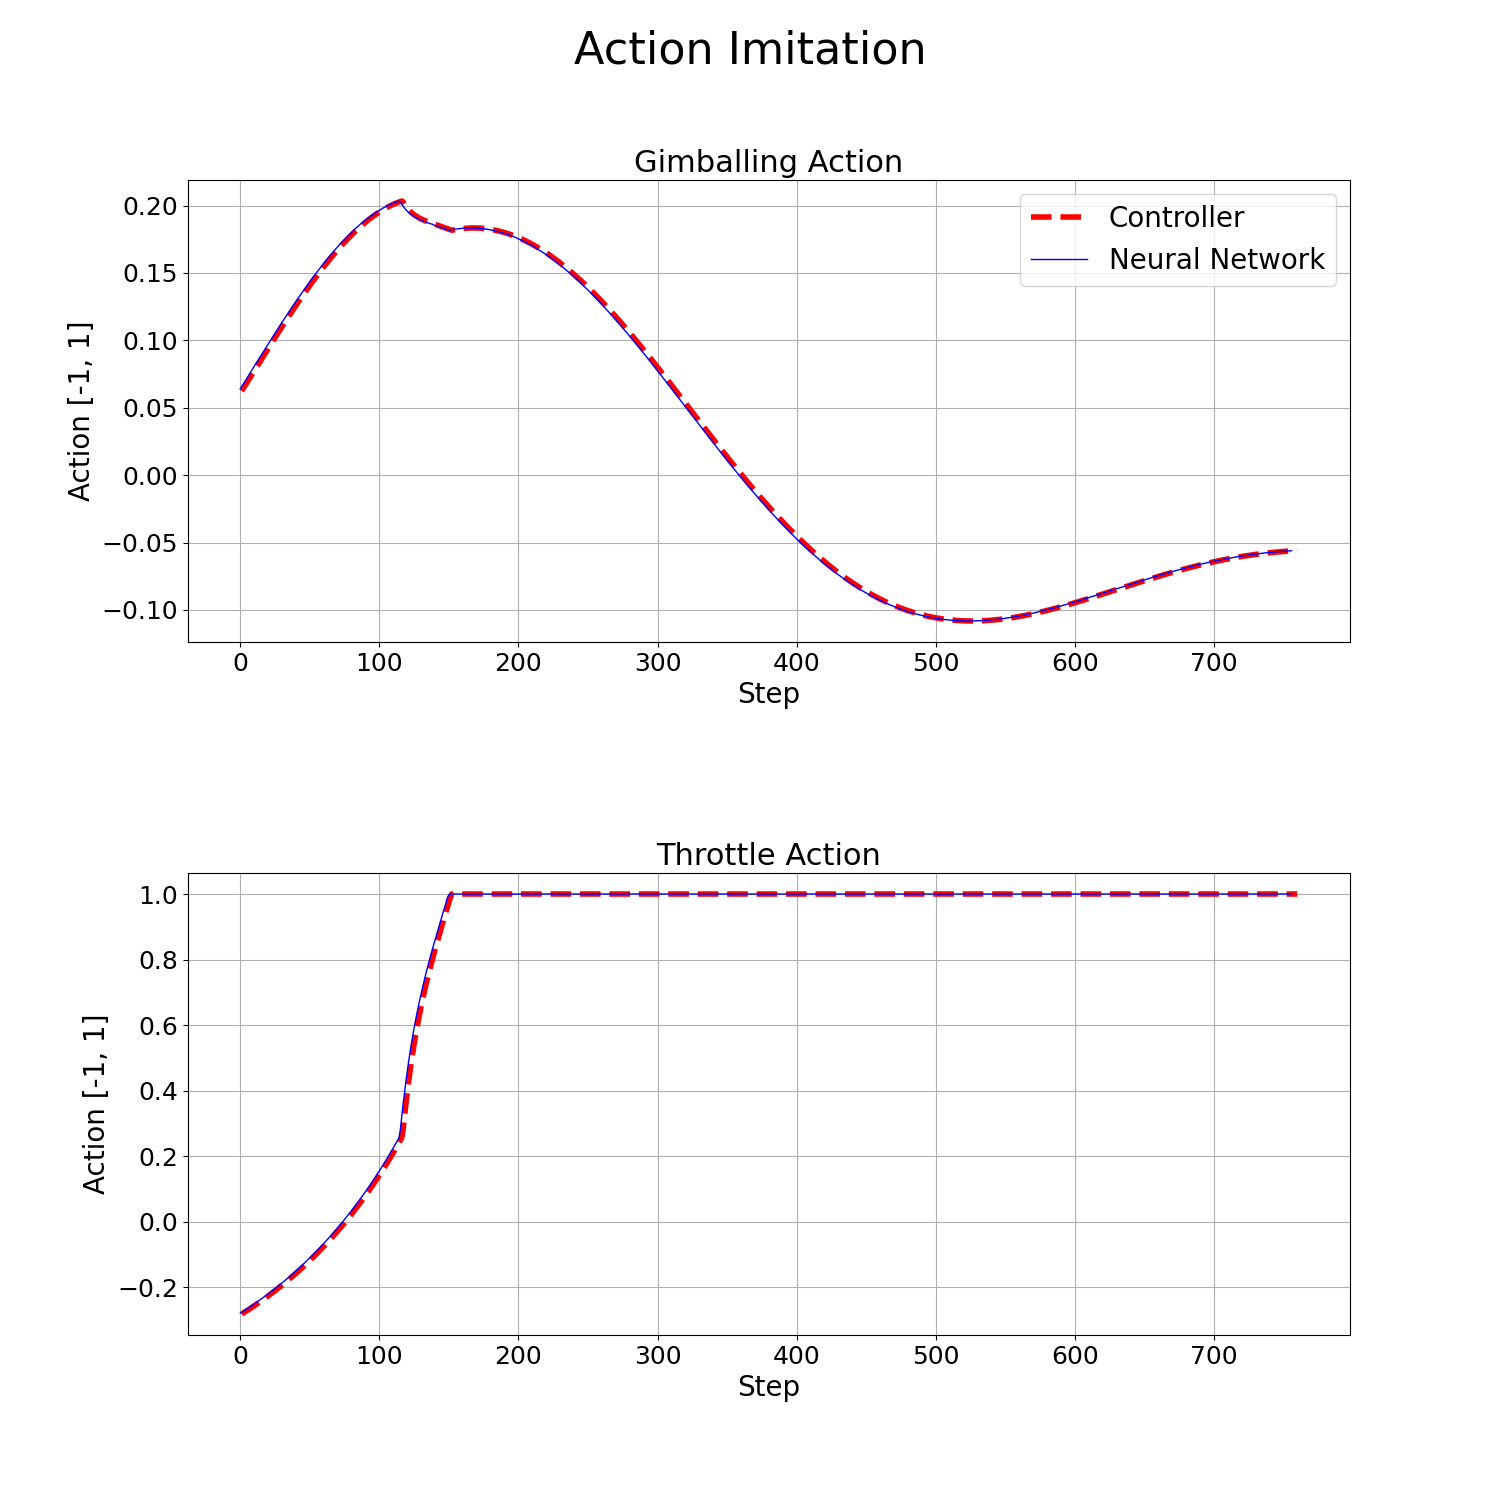 Action Imitation
Gimballing Action
0.20
0.15
0.10
0.05
0.00
−0.05
−0.10
Action [-1, 1]
Controller
Neural Network
0 100 200 300 400 500 600 700
Step
Throttle Action
1.0
0.8
0.6
0.4
0.2
0.0
−0.2
Action [-1, 1]
0 100 200 300 400 500 600 700
Step